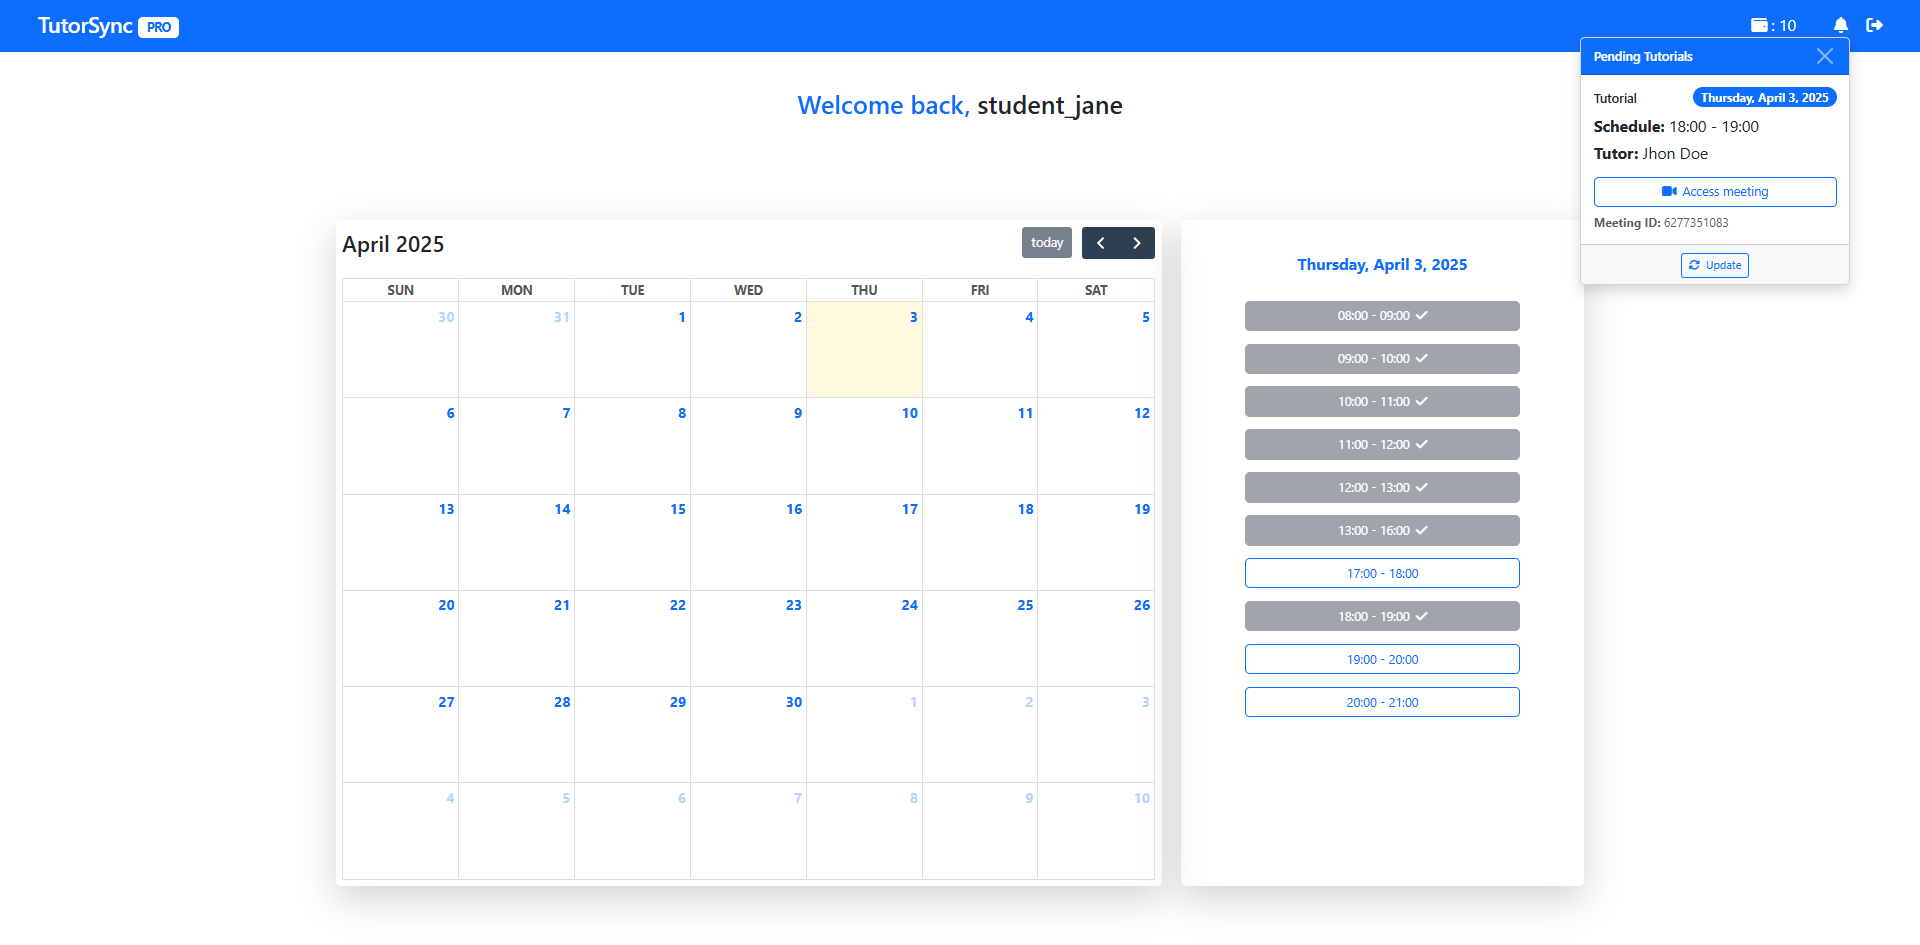 TutorSync PRO
: 10
Pending Tutorials
Tutorial Thursday, April 3, 2025
Schedule: 18:00 - 19:00
Tutor: Jhon Doe
Access meeting
Meeting ID: 6277351083
Update
Welcome back, student_jane
April 2025
today
SUN MON TUE WED THU FRI SAT
30 31 1 2 3 4 5
6 7 8 9 10 11 12
13 14 15 16 17 18 19
20 21 22 23 24 25 26
27 28 29 30 1 2 3
4 5 6 7 8 9 10
Thursday, April 3, 2025
08:00 - 09:00
09:00 - 10:00
10:00 - 11:00
11:00 - 12:00
12:00 - 13:00
13:00 - 16:00
17:00 - 18:00
18:00 - 19:00
19:00 - 20:00
20:00 - 21:00